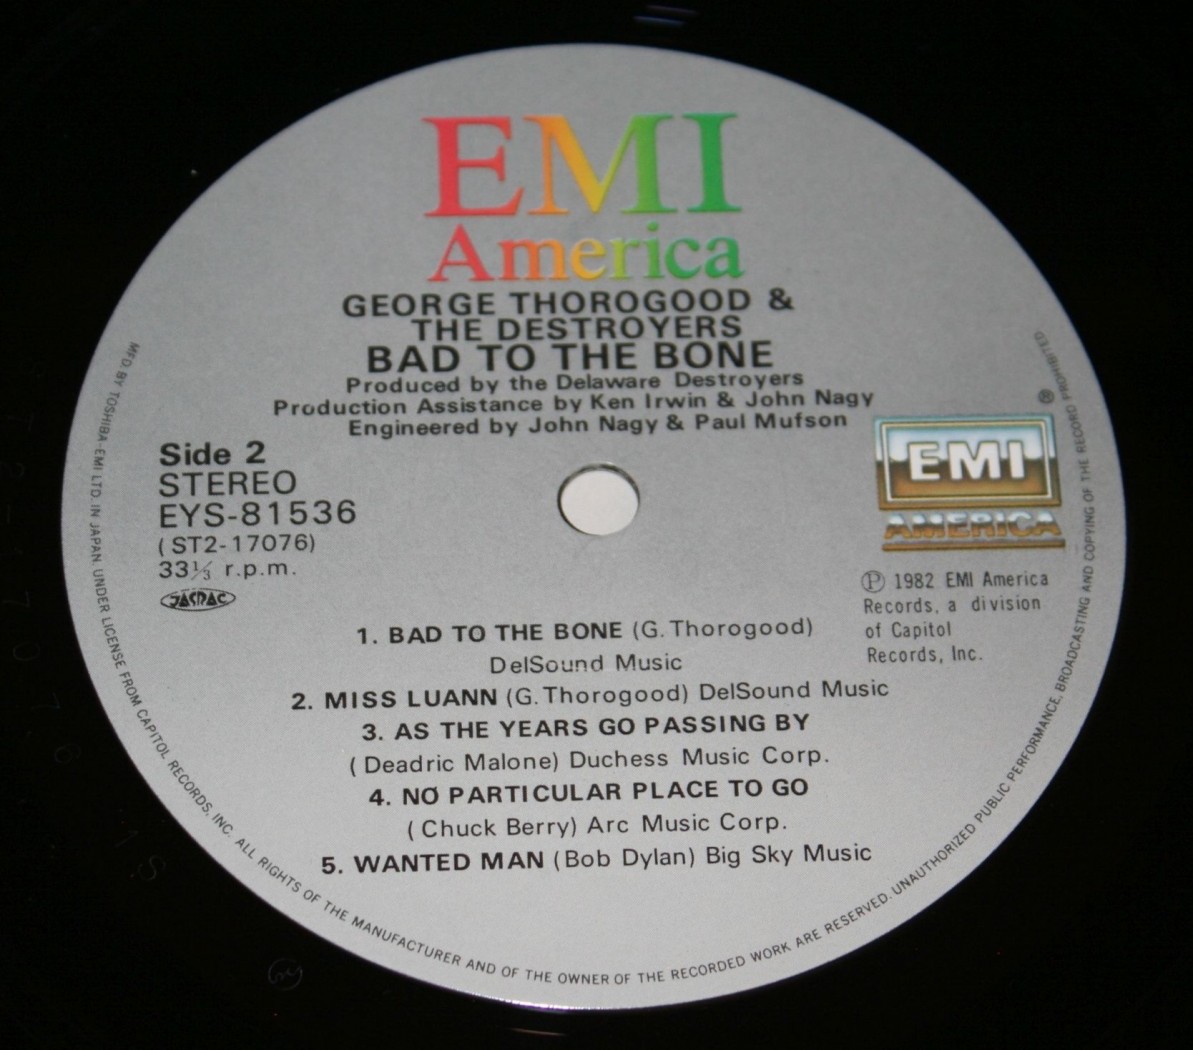 EMI
America
GEORGE THOROGOOD &
THE DESTROYERS
BAD TO THE BONE
Produced by the Delaware Destroyers
Production Assistance by Ken Irwin & John Nagy
Engineered by John Nagy & Paul Mufson
Side 2
STEREO
EYS-81536
(ST2-17076)
33⅓ r.p.m.
JASRAC
®
EMI
AMERICA
Ⓟ 1982 EMI America
Records, a division
of Capitol
Records, Inc.
1. BAD TO THE BONE (G. Thorogood)
DelSound Music
2. MISS LUANN (G. Thorogood) DelSound Music
3. AS THE YEARS GO PASSING BY
(Deadric Malone) Duchess Music Corp.
4. NO PARTICULAR PLACE TO GO
(Chuck Berry) Arc Music Corp.
5. WANTED MAN (Bob Dylan) Big Sky Music
MFD. BY TOSHIBA-EMI LTD. IN JAPAN. UNDER LICENSE FROM CAPITOL RECORDS, INC. ALL RIGHTS OF THE MANUFACTURER AND OF THE OWNER OF THE RECORDED WORK ARE RESERVED. UNAUTHORIZED PUBLIC PERFORMANCE, BROADCASTING AND COPYING OF THE RECORD PROHIBITED